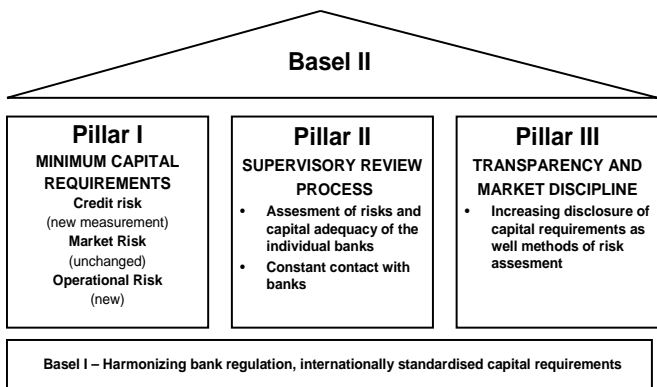 Basel II
Pillar I
MINIMUM CAPITAL
REQUIREMENTS
Credit risk
(new measurement)
Market Risk
(unchanged)
Operational Risk
(new)
Pillar II
SUPERVISORY REVIEW
PROCESS
• Assesment of risks and
capital adequacy of the
individual banks
• Constant contact with
banks
Pillar III
TRANSPARENCY AND
MARKET DISCIPLINE
• Increasing disclosure of
capital requirements as
well methods of risk
assesment
Basel I – Harmonizing bank regulation, internationally standardised capital requirements